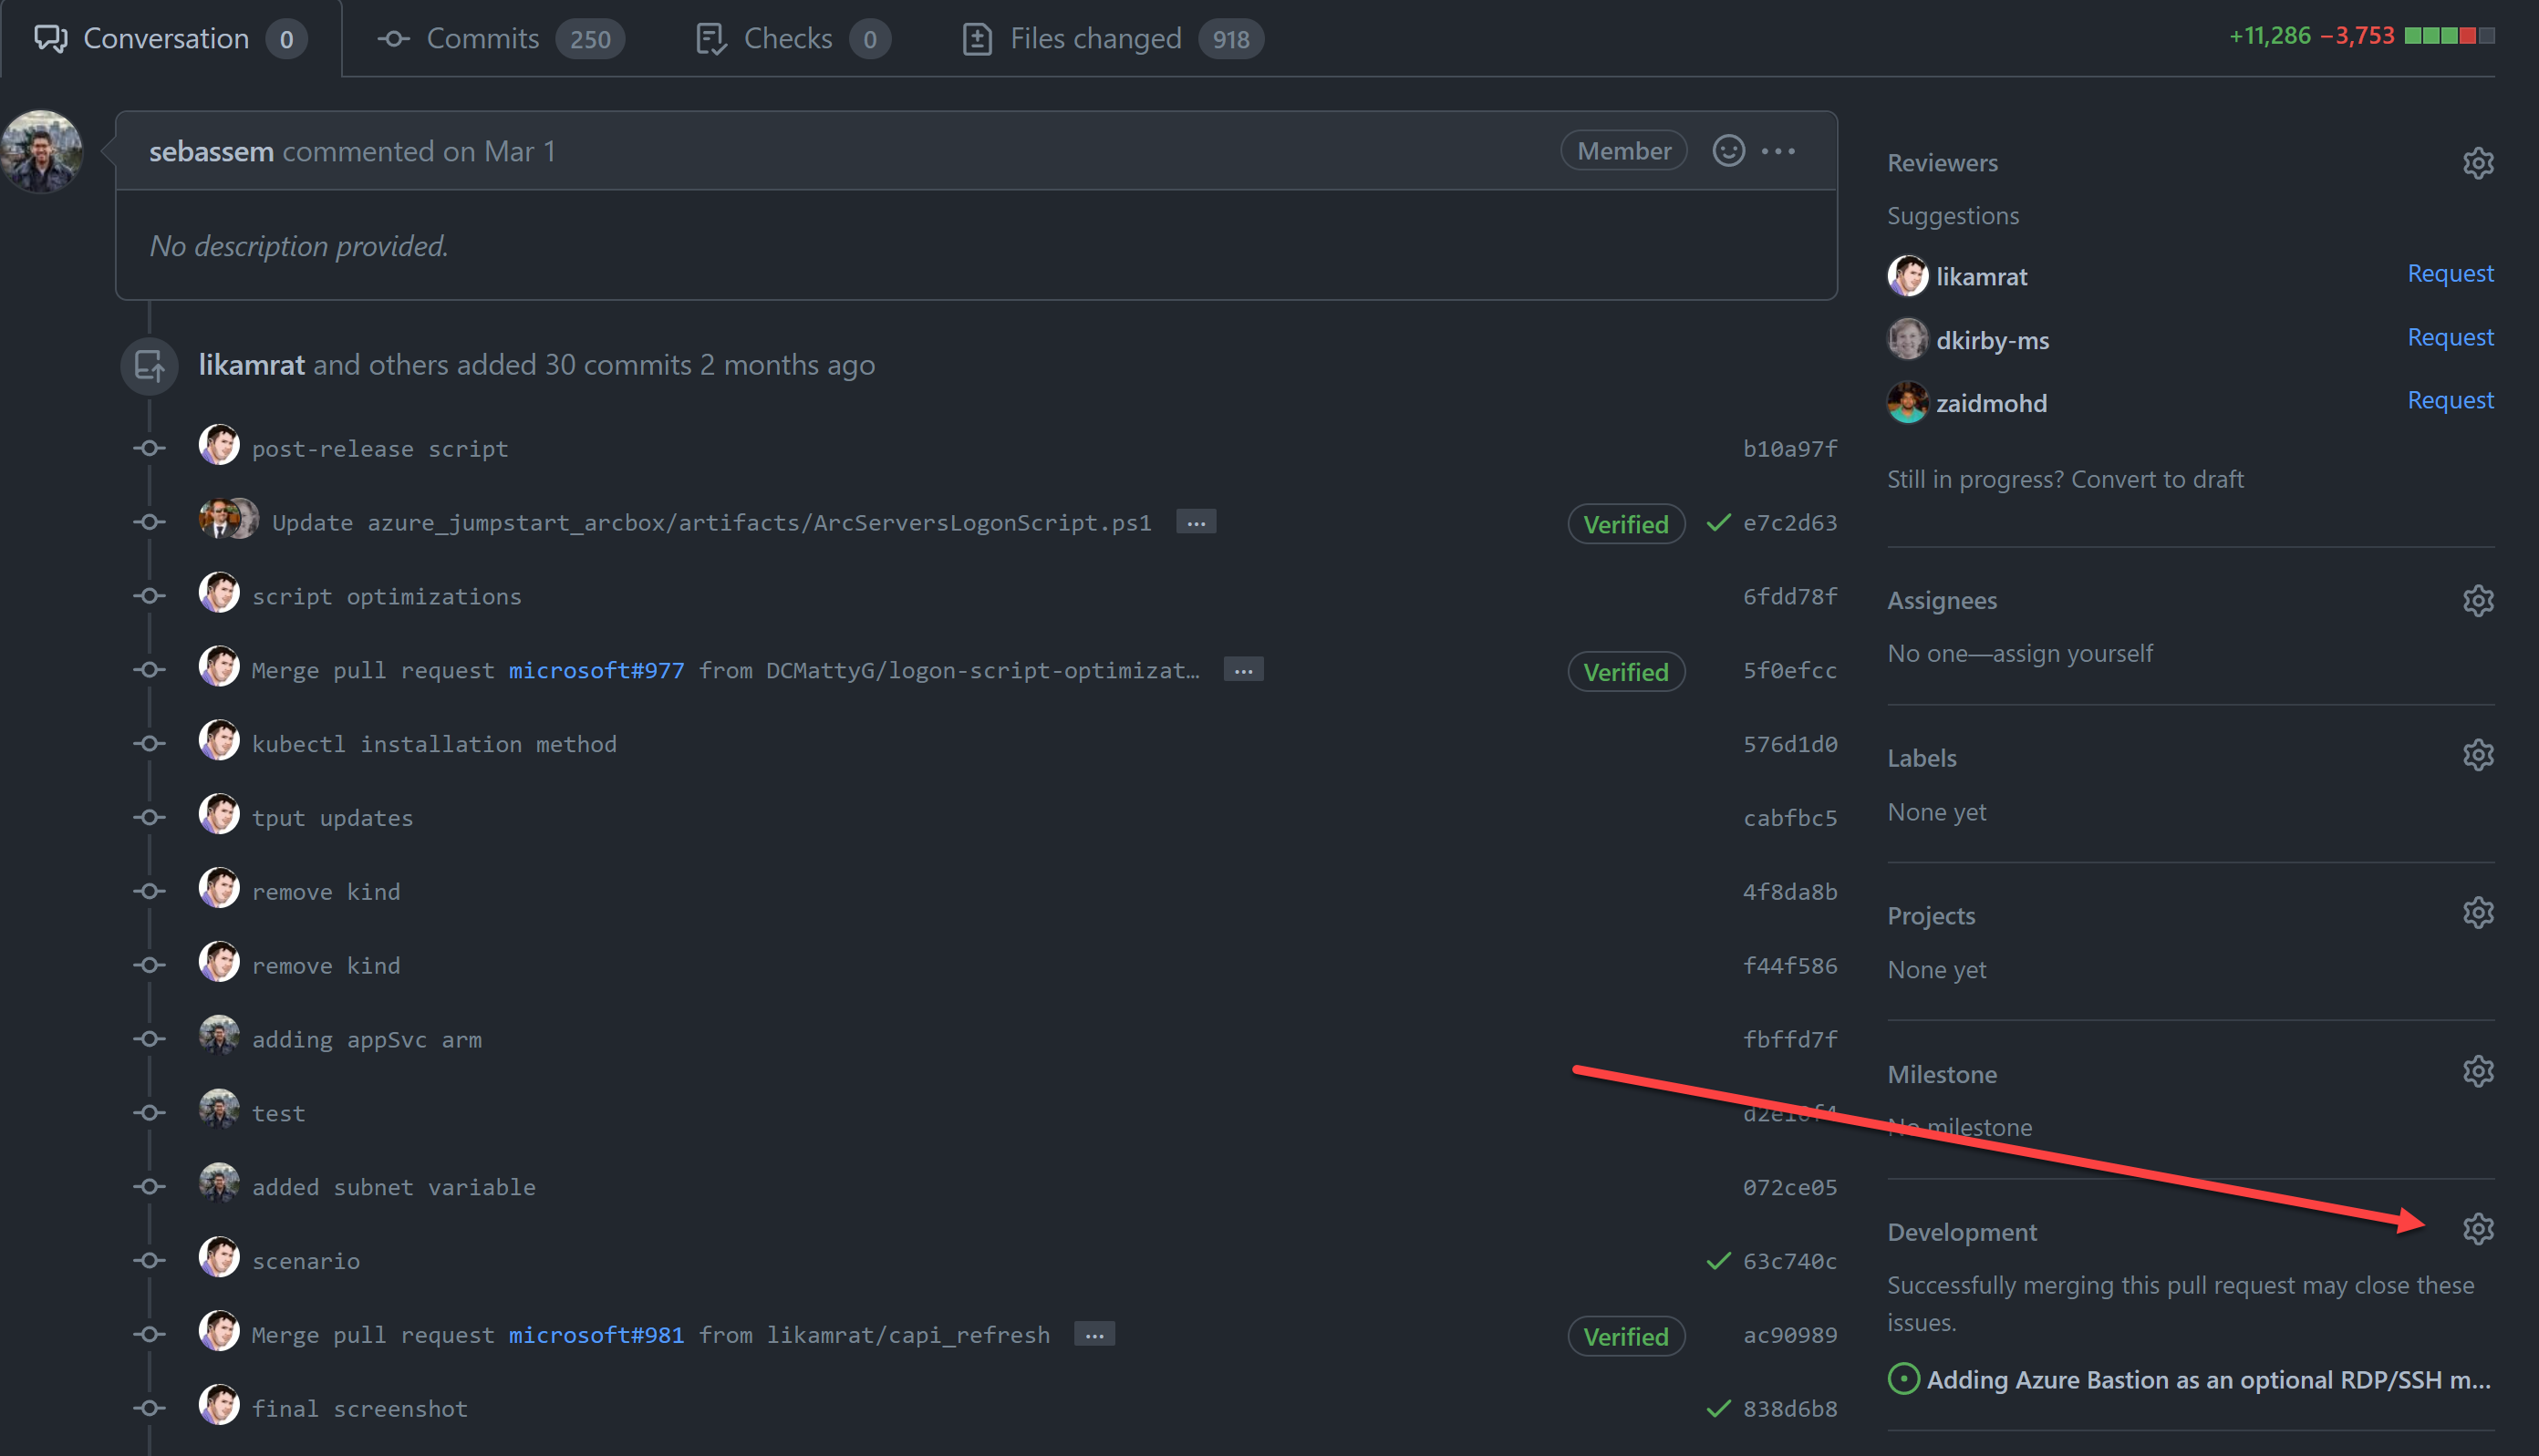 Conversation 0 Commits 250 Checks 0 Files changed 918 +11,286 −3,753
sebassem commented on Mar 1 Member
No description provided.
likamrat and others added 30 commits 2 months ago
post-release script b10a97f
Update azure_jumpstart_arcbox/artifacts/ArcServersLogonScript.ps1 ... Verified e7c2d63
script optimizations 6fdd78f
Merge pull request microsoft#977 from DCMattyG/logon-script-optimizat… ... Verified 5f0efcc
kubectl installation method 576d1d0
tput updates cabfbc5
remove kind 4f8da8b
remove kind f44f586
adding appSvc arm fbffd7f
test
added subnet variable 072ce05
scenario 63c740c
Merge pull request microsoft#981 from likamrat/capi_refresh ... Verified ac90989
final screenshot 838d6b8
Reviewers
Suggestions
likamrat Request
dkirby-ms Request
zaidmohd Request
Still in progress? Convert to draft
Assignees
No one—assign yourself
Labels
None yet
Projects
None yet
Milestone
No milestone
Development
Successfully merging this pull request may close these
issues.
Adding Azure Bastion as an optional RDP/SSH m...